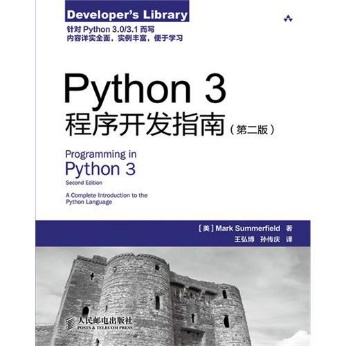 Developer's Library
针对 Python 3.0/3.1 而写
内容详实全面，实例丰富，便于学习
Python 3
程序开发指南（第二版）
Programming in
Python 3
Second Edition
A Complete Introduction to the
Python Language
[美] Mark Summerfield 著
王弘博 孙传庆 译
人民邮电出版社
POSTS & TELECOM PRESS